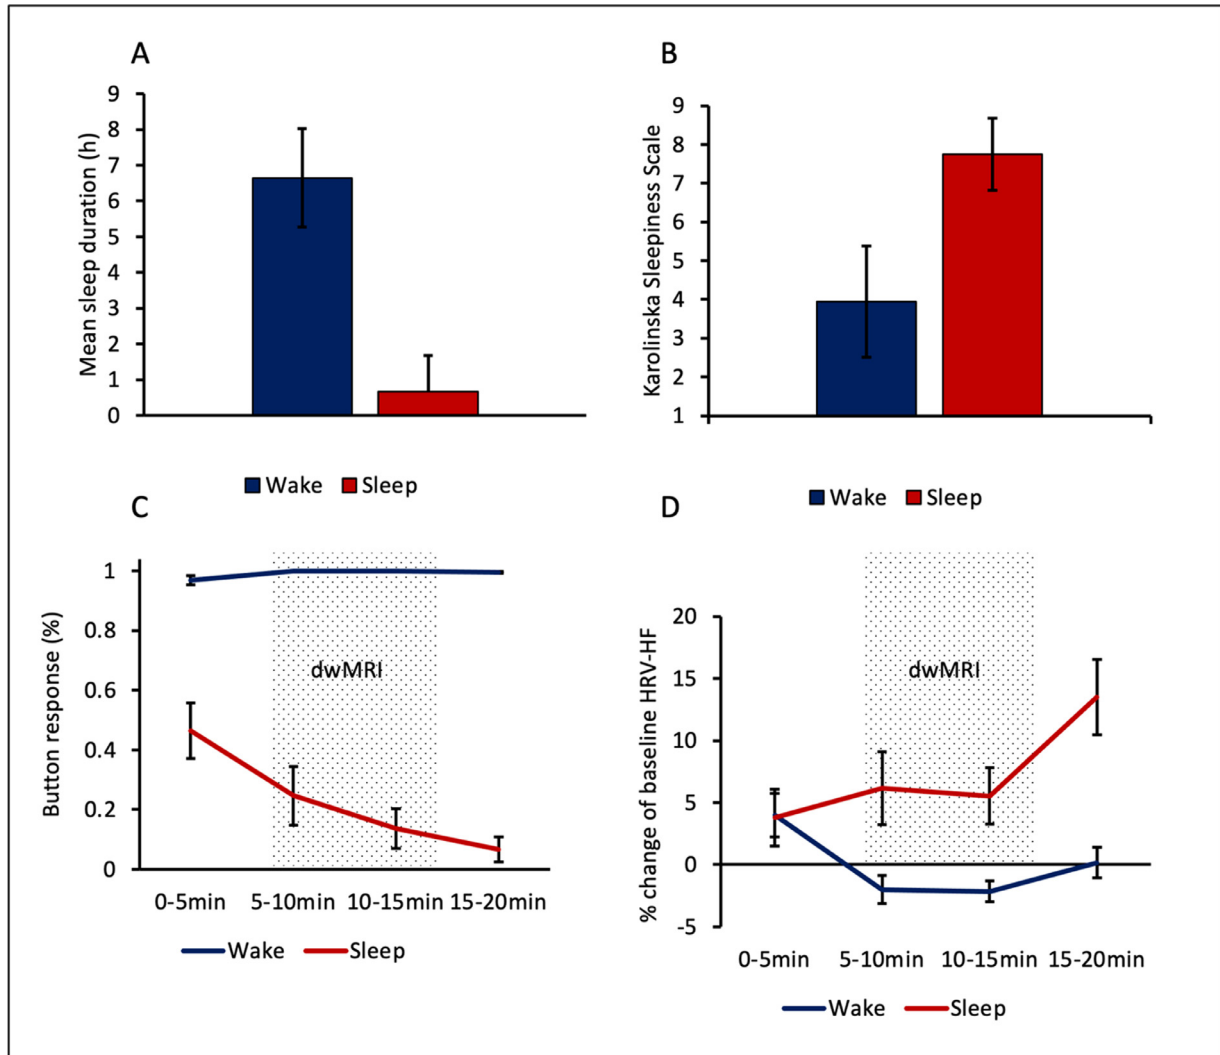 A
Mean sleep duration (h)
9
8
7
6
5
4
3
2
1
0
Wake Sleep
B
Karolinska Sleepiness Scale
9
8
7
6
5
4
3
2
1
Wake Sleep
C
Button response (%)
1
0.8
0.6
0.4
0.2
0
dwMRI
0-5min 5-10min 10-15min 15-20min
Wake Sleep
D
% change of baseline HRV-HF
20
15
10
5
0
-5
dwMRI
0-5min 5-10min 10-15min 15-20min
Wake Sleep